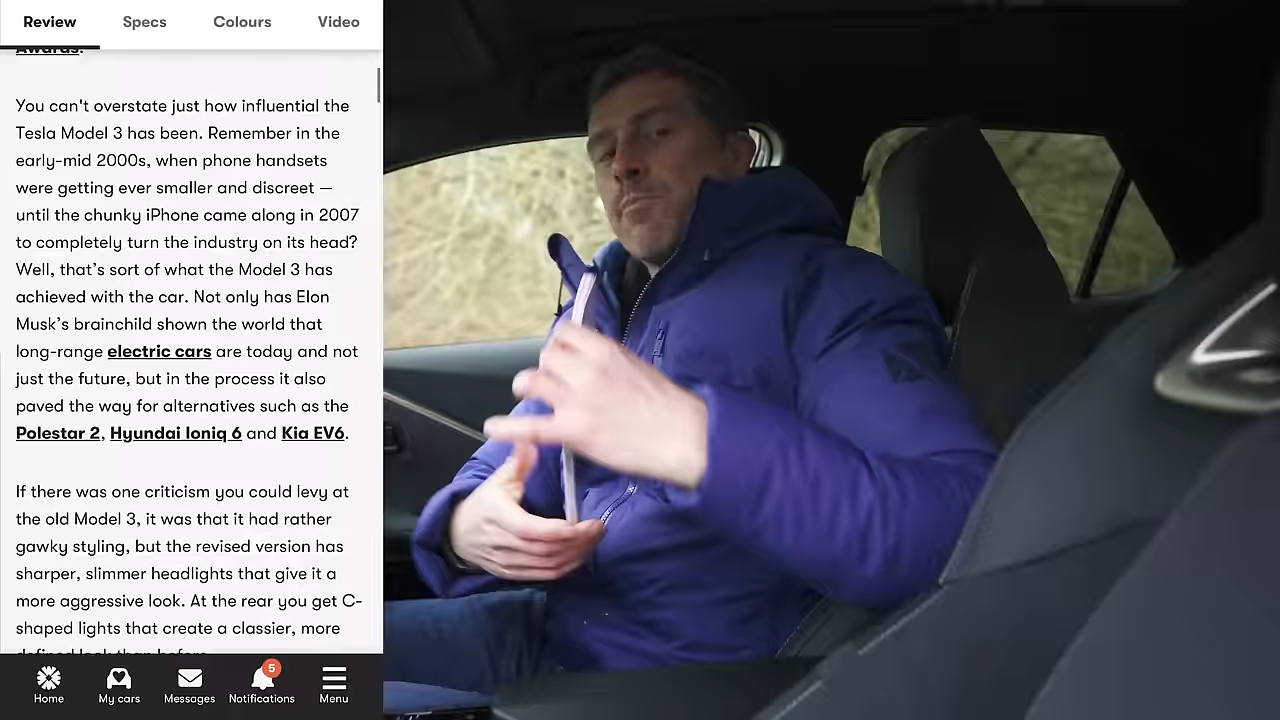 Review
Specs
Colours
Video
Awards.
You can't overstate just how influential the
Tesla Model 3 has been. Remember in the
early-mid 2000s, when phone handsets
were getting ever smaller and discreet —
until the chunky iPhone came along in 2007
to completely turn the industry on its head?
Well, that’s sort of what the Model 3 has
achieved with the car. Not only has Elon
Musk’s brainchild shown the world that
long-range electric cars are today and not
just the future, but in the process it also
paved the way for alternatives such as the
Polestar 2, Hyundai Ioniq 6 and Kia EV6.
If there was one criticism you could levy at
the old Model 3, it was that it had rather
gawky styling, but the revised version has
sharper, slimmer headlights that give it a
more aggressive look. At the rear you get C-
shaped lights that create a classier, more
defined look than before.
Home
My cars
Messages
5
Notifications
Menu